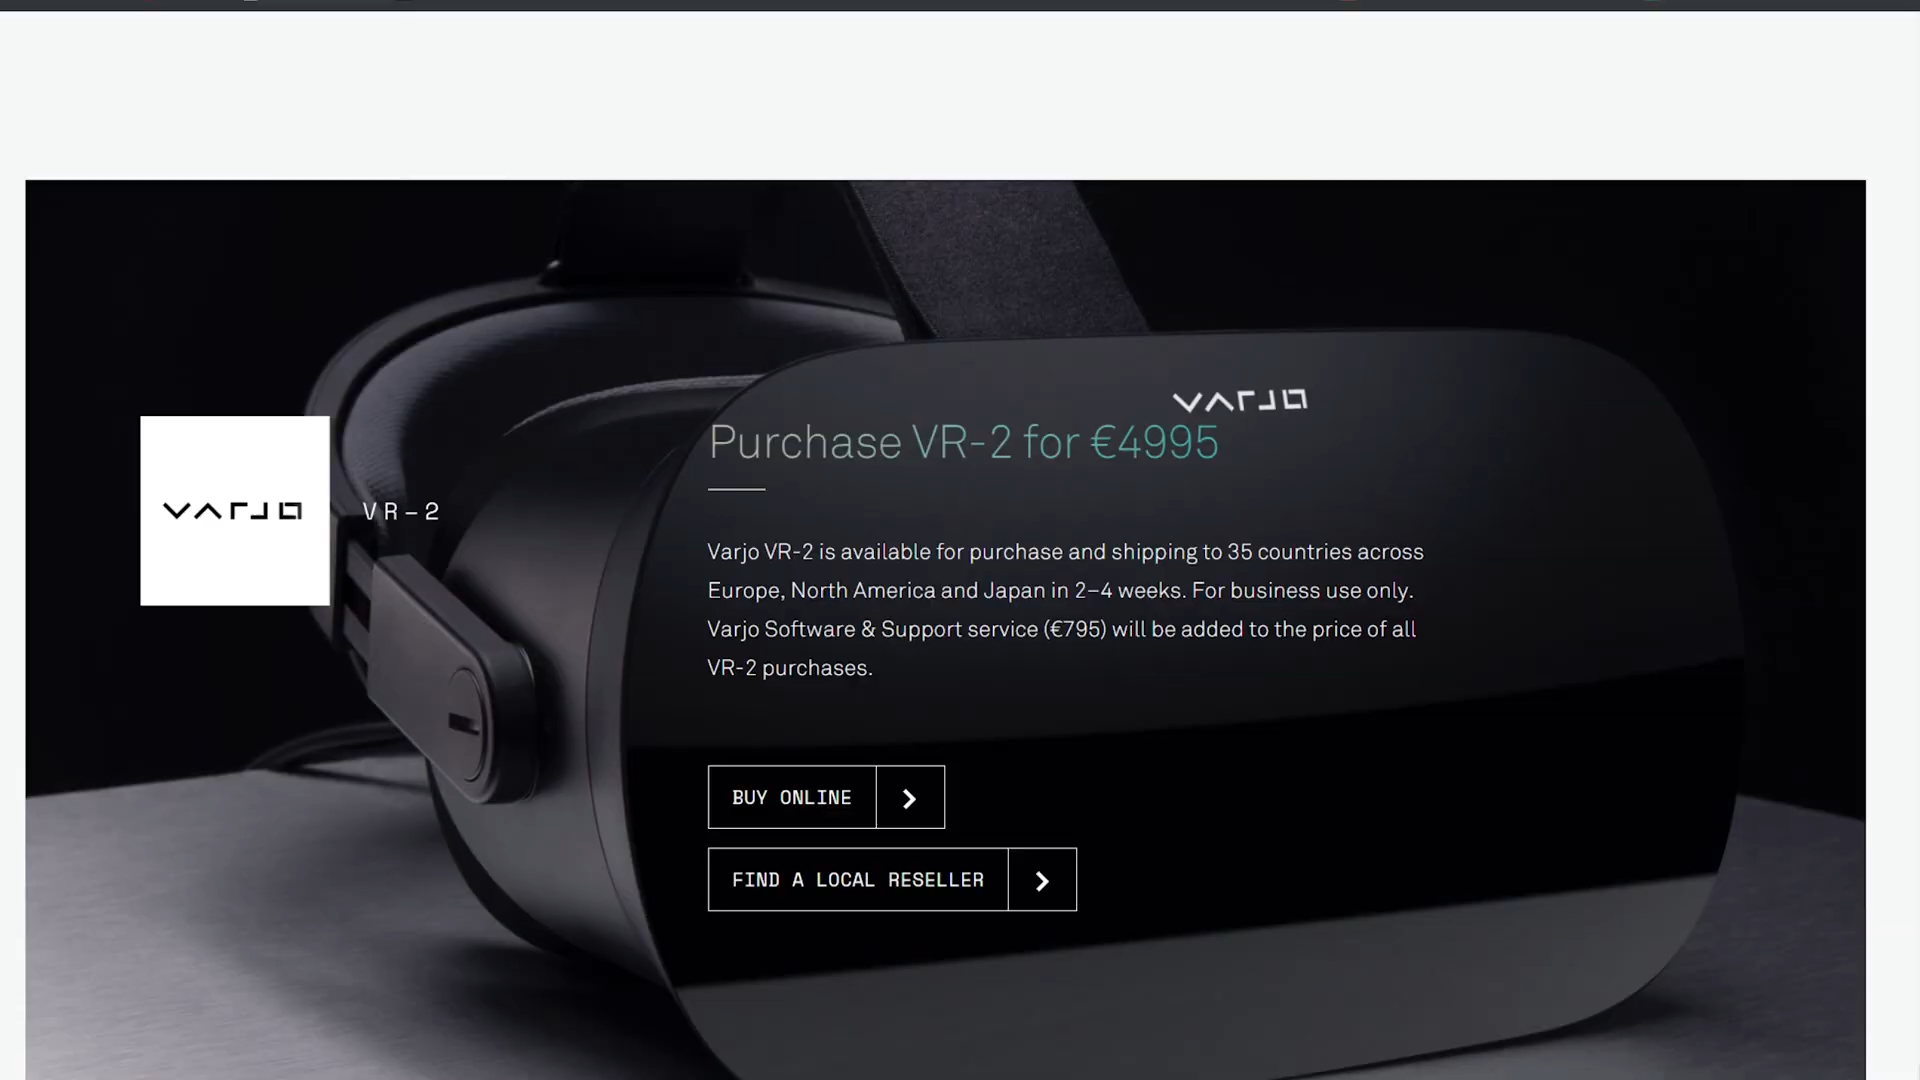 VARJO
Purchase VR-2 for €4995
VARJO
VR-2
Varjo VR-2 is available for purchase and shipping to 35 countries across
Europe, North America and Japan in 2–4 weeks. For business use only.
Varjo Software & Support service (€795) will be added to the price of all
VR-2 purchases.
BUY ONLINE
FIND A LOCAL RESELLER